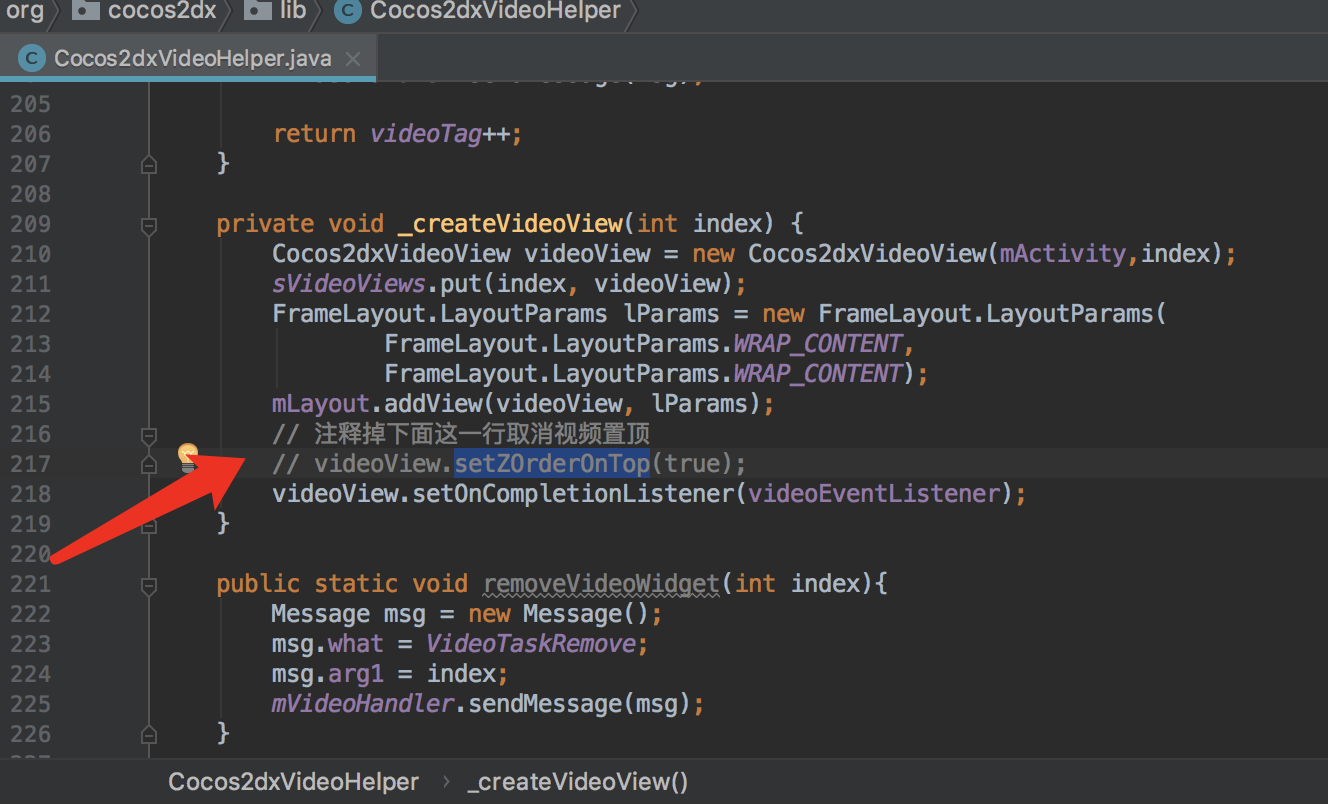 org cocos2dx lib Cocos2dxVideoHelper
Cocos2dxVideoHelper.java
205
206 return videoTag++;
207 }
208
209 private void _createVideoView(int index) {
210 Cocos2dxVideoView videoView = new Cocos2dxVideoView(mActivity,index);
211 sVideoViews.put(index, videoView);
212 FrameLayout.LayoutParams lParams = new FrameLayout.LayoutParams(
213 FrameLayout.LayoutParams.WRAP_CONTENT,
214 FrameLayout.LayoutParams.WRAP_CONTENT);
215 mLayout.addView(videoView, lParams);
216 // 注释掉下面这一行取消视频置顶
217 // videoView.setZOrderOnTop(true);
218 videoView.setOnCompletionListener(videoEventListener);
219 }
220
221 public static void removeVideoWidget(int index){
222 Message msg = new Message();
223 msg.what = VideoTaskRemove;
224 msg.arg1 = index;
225 mVideoHandler.sendMessage(msg);
226 }
Cocos2dxVideoHelper › _createVideoView()